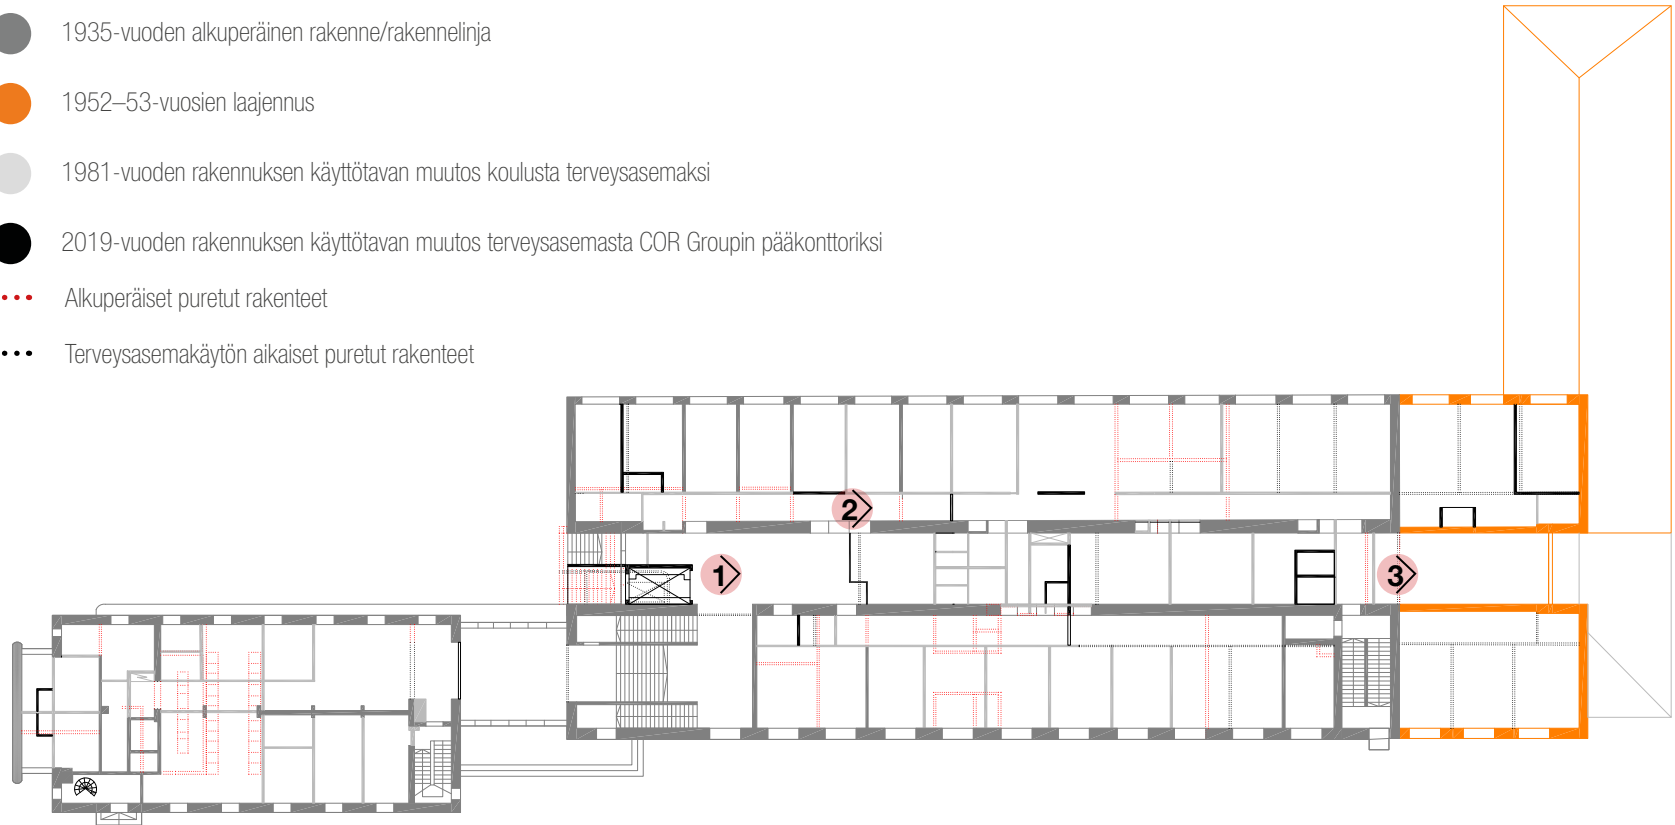 1935-vuoden alkuperäinen rakenne/rakennelinja
1952–53-vuosien laajennus
1981-vuoden rakennuksen käyttötavan muutos koulusta terveysasemaksi
2019-vuoden rakennuksen käyttötavan muutos terveysasemasta COR Groupin pääkonttoriksi
Alkuperäiset puretut rakenteet
Terveysasemakäytön aikaiset puretut rakenteet
2
1
3